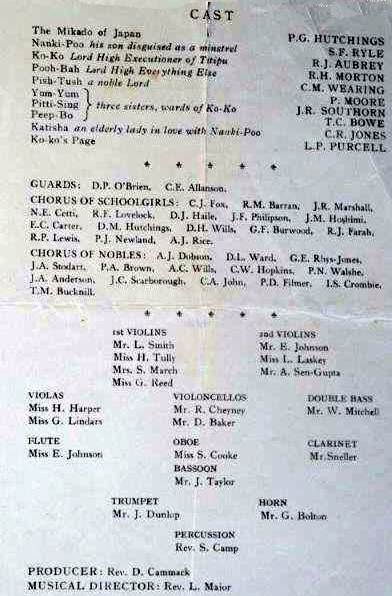 CAST
The Mikado of Japan P.G. HUTCHINGS
Nanki-Poo his son disguised as a minstrel S.F. RYLE
Ko-Ko Lord High Executioner of Titipu R.J. AUBREY
Pooh-Bah Lord High Everything Else R.H. MORTON
Pish-Tush a noble Lord C.M. WEARING
Yum-Yum P. MOORE
Pitti-Sing } three sisters, wards of Ko-Ko J.R. SOUTHORN
Peep-Bo T.C. BOWE
Katisha an elderly lady in love with Nanki-Poo C.R. JONES
Ko-ko's Page L.P. PURCELL
* * * * *
GUARDS: D.P. O'Brien, C.E. Allanson.
CHORUS OF SCHOOLGIRLS: C.J. Fox, R.M. Barran, J.R. Marshall,
N.E. Cetti, R.F. Lovelock, D.J. Haile, J.F. Philipson, J.M. Hoshimi,
E.C. Carter, D.M. Hutchings, D.H. Wills, G.F. Burwood, R.J. Farah,
R.P. Lewis, P.J. Newland, A.J. Rice.
CHORUS OF NOBLES: A.J. Dobson, D.L. Ward, G.E. Rhys-Jones,
J.A. Stodart, P.A. Brown, A.C. Wills, C.W. Hopkins, P.N. Walshe,
J.A. Anderson, J.C. Scarborough, C.A. John, P.D. Filmer, I.S. Crombie,
T.M. Bucknill.
* * * * *
1st VIOLINS 2nd VIOLINS
Mr. L. Smith Mr. E. Johnson
Miss H. Tully Miss L. Laskey
Mrs. S. March Mr. A. Sen-Gupta
Miss G. Reed
VIOLAS VIOLONCELLOS DOUBLE BASS
Miss H. Harper Mr. R. Cheyney Mr. W. Mitchell
Miss G. Lindars Mr. D. Baker
FLUTE OBOE CLARINET
Miss E. Johnson Miss S. Cooke Mr. Sneller
BASSOON
Mr. J. Taylor
TRUMPET HORN
Mr. J. Dunlop Mr. G. Bolton
PERCUSSION
Rev. S. Camp
PRODUCER: Rev. D. Cammack
MUSICAL DIRECTOR: Rev. L. Major